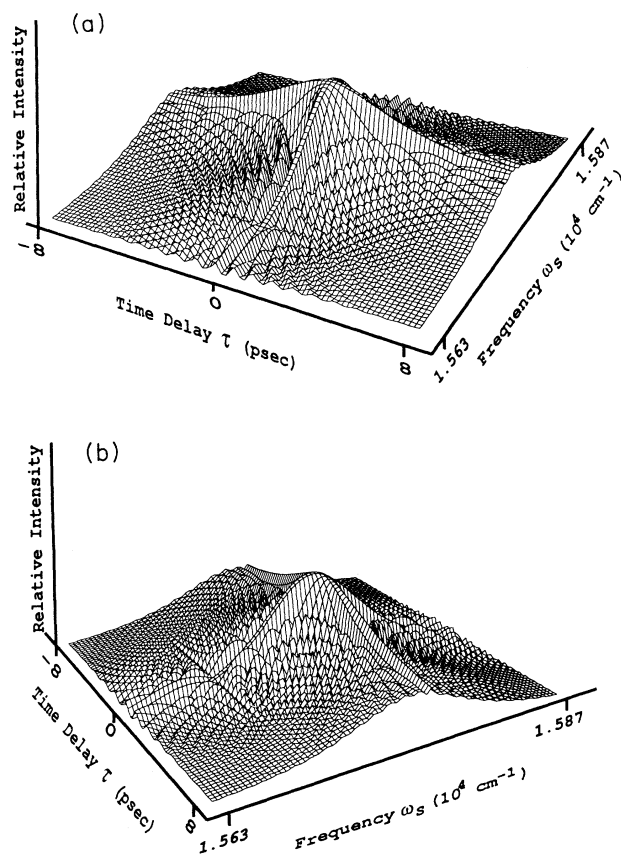 (a)
Relative Intensity
-8
0
8
Time Delay τ (psec)
1.563
1.587
Frequency ωs (10⁴ cm⁻¹)
(b)
Relative Intensity
-8
0
8
Time Delay τ (psec)
1.563
1.587
Frequency ωs (10⁴ cm⁻¹)